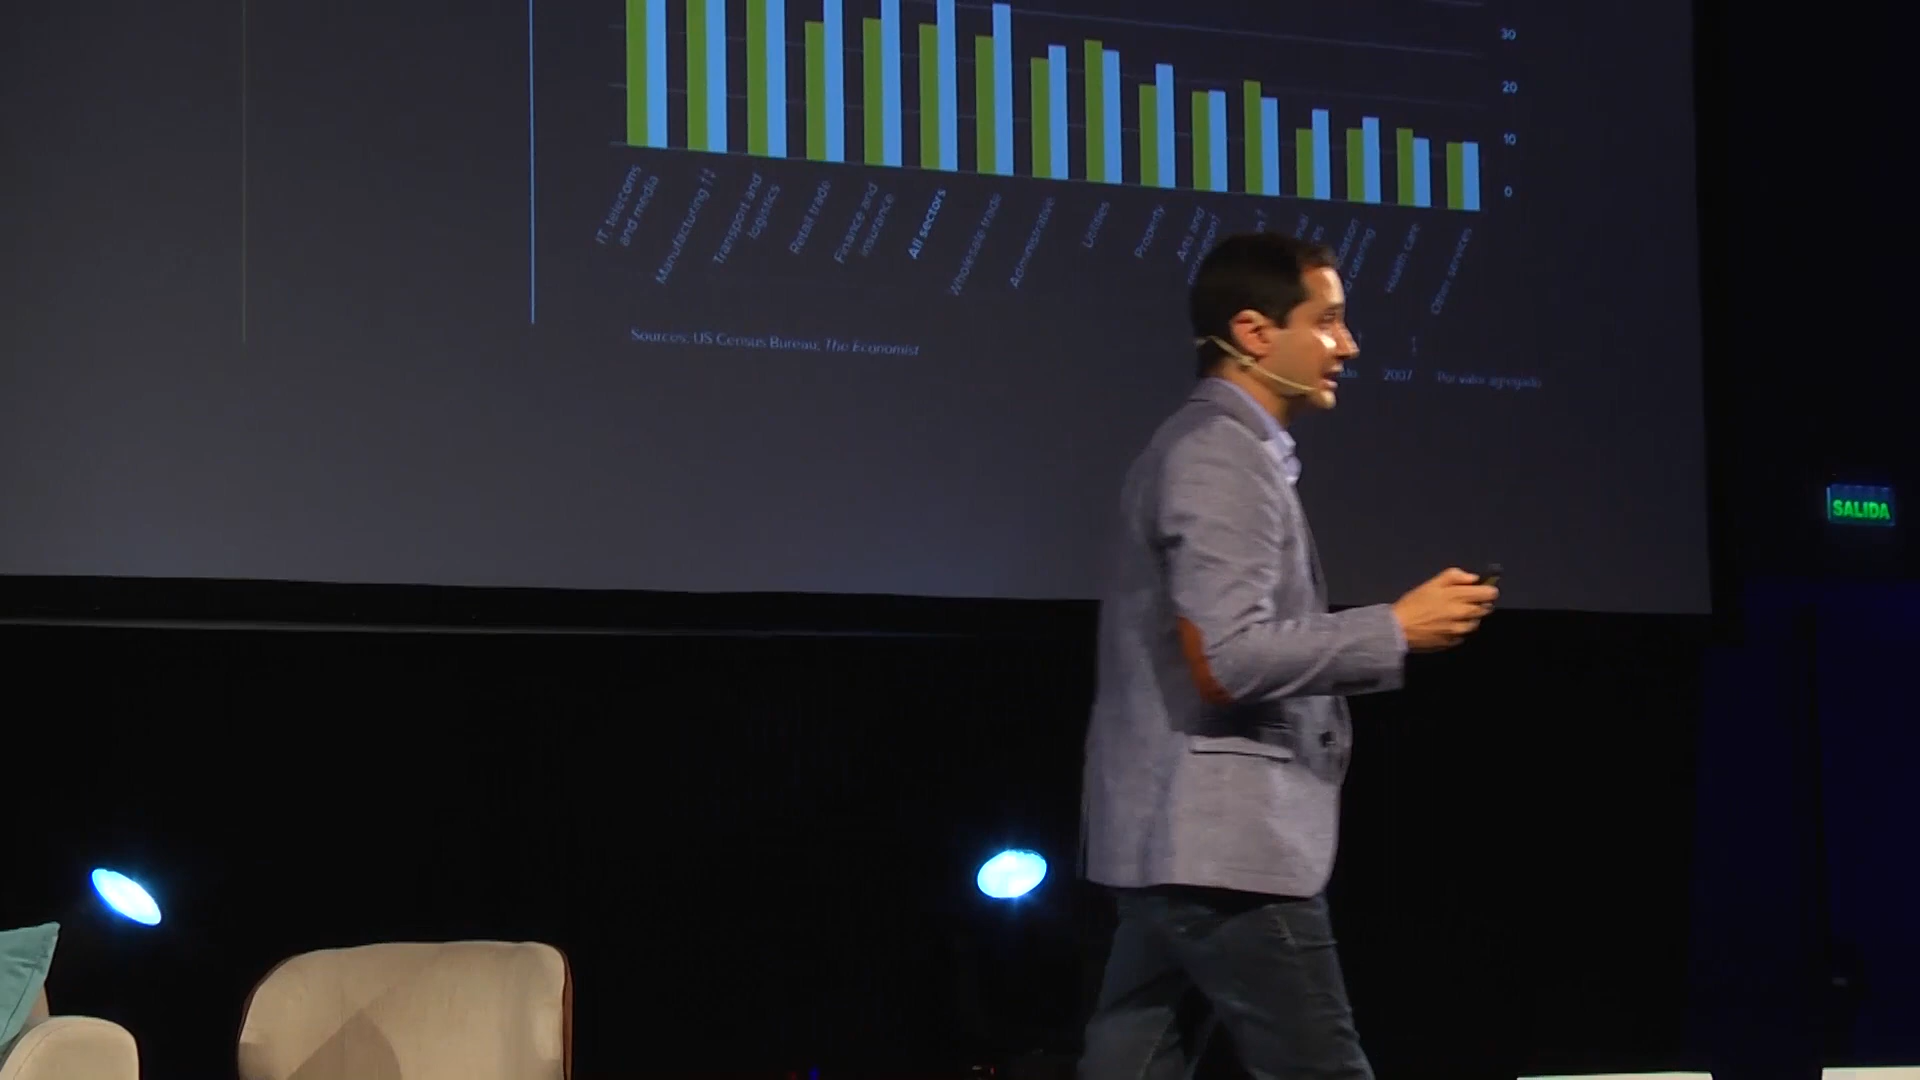 30
20
10
0
IT telecoms
and media
Manufacturing ††
Transport and
logistics
Retail trade
Finance and
insurance
All sectors
Wholesale trade
Administrative
Utilities
Property
Arts and
Health care
Other services
Sources: US Census Bureau; The Economist
2007
Por valor agregado
SALIDA